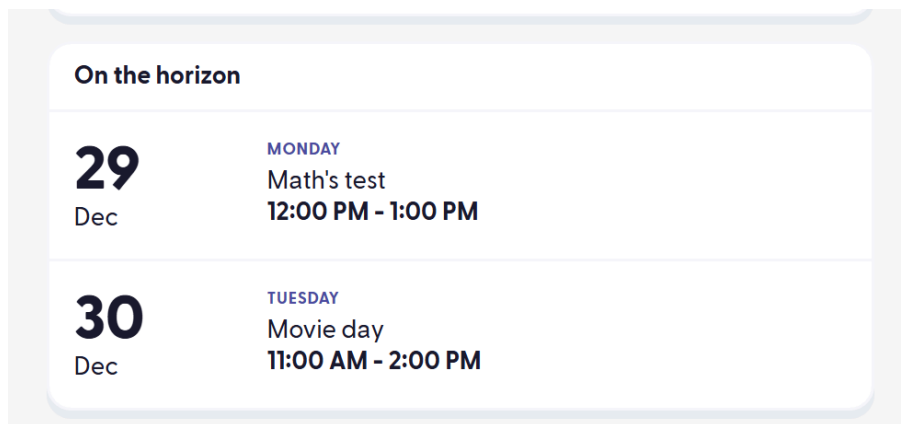 On the horizon
29
Dec
MONDAY
Math's test
12:00 PM - 1:00 PM
30
Dec
TUESDAY
Movie day
11:00 AM - 2:00 PM